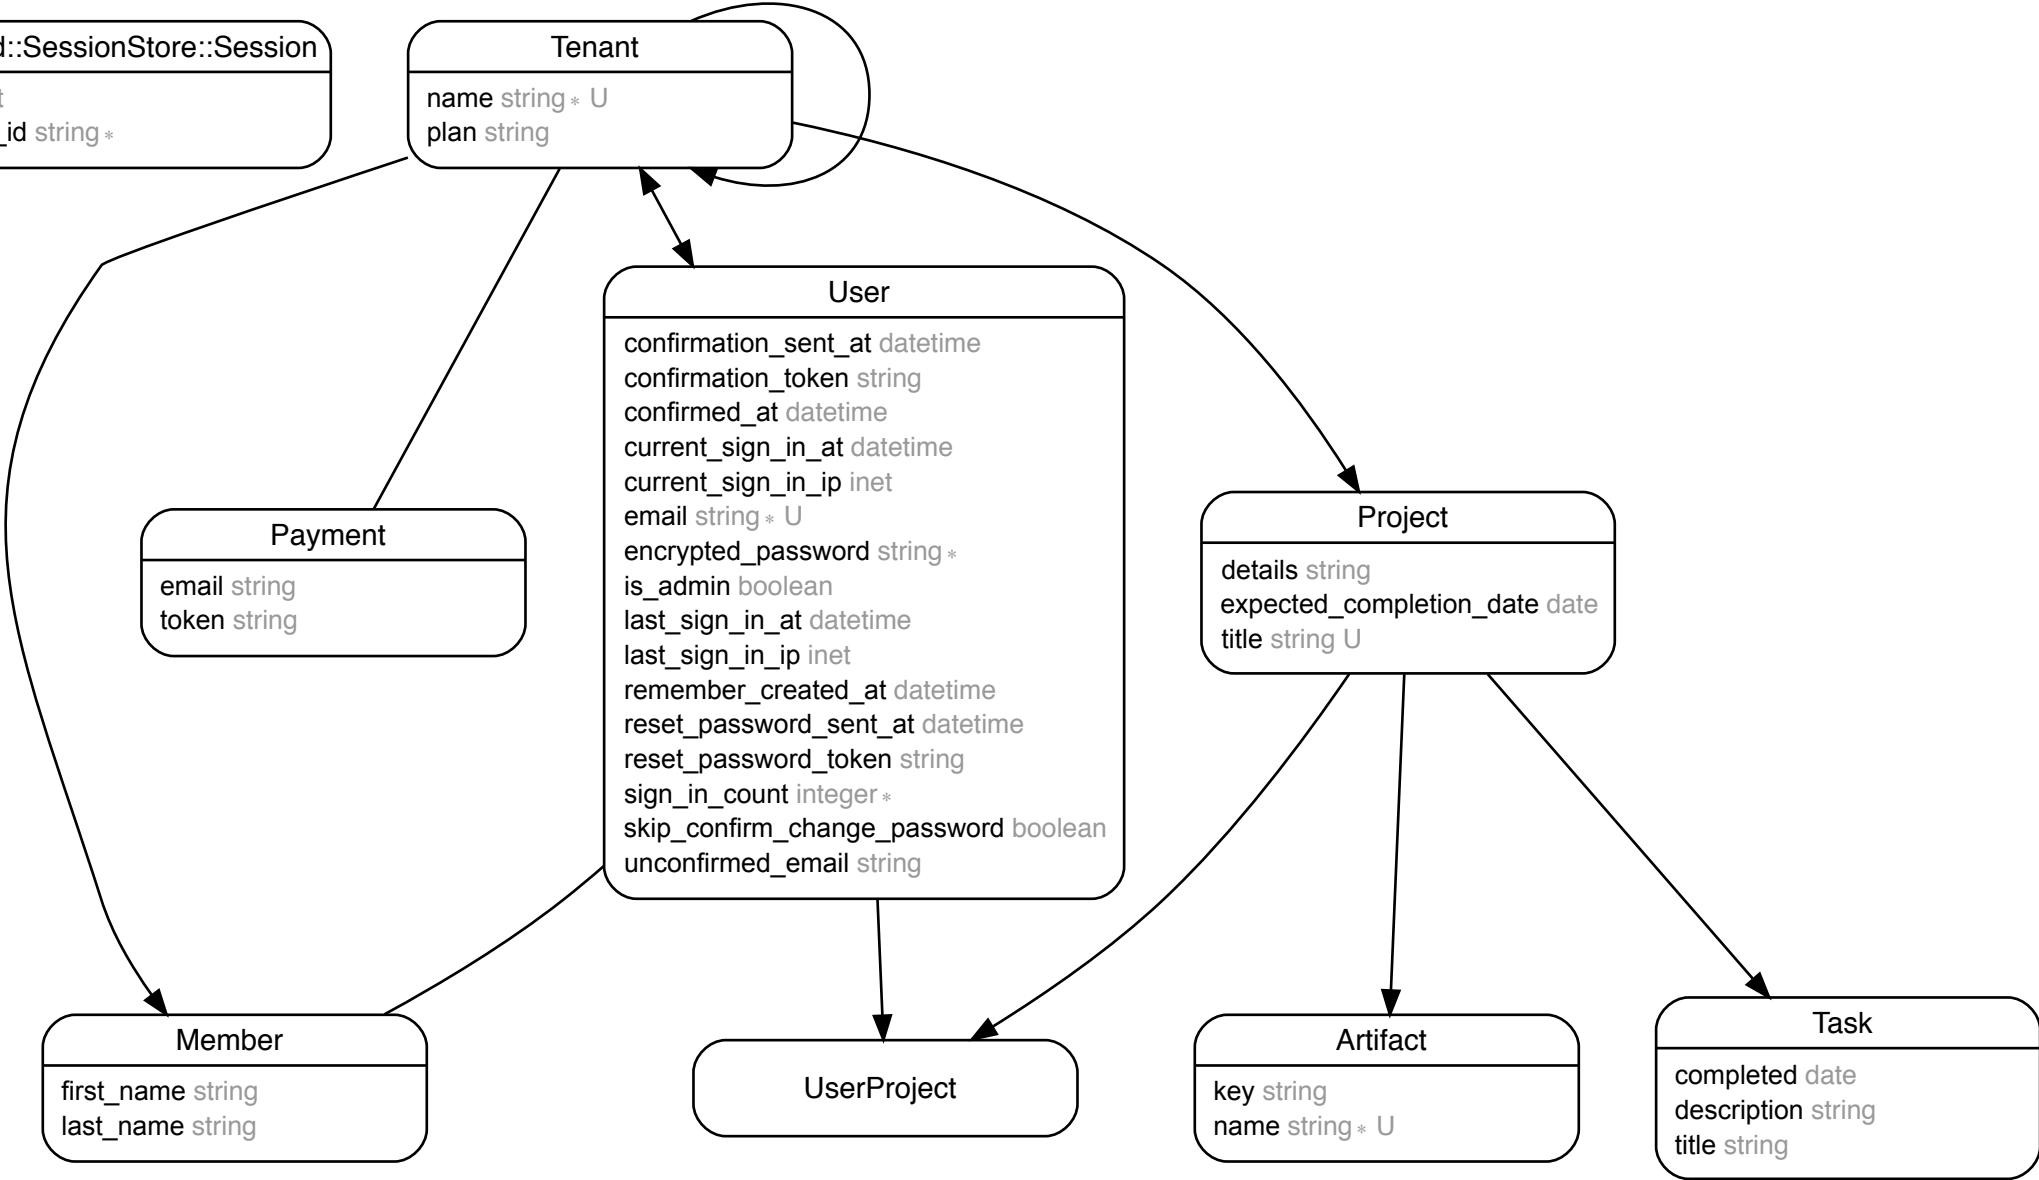 d::SessionStore::Session
t
_id string *
Tenant
name string * U
plan string
User
confirmation_sent_at datetime
confirmation_token string
confirmed_at datetime
current_sign_in_at datetime
current_sign_in_ip inet
email string * U
encrypted_password string *
is_admin boolean
last_sign_in_at datetime
last_sign_in_ip inet
remember_created_at datetime
reset_password_sent_at datetime
reset_password_token string
sign_in_count integer *
skip_confirm_change_password boolean
unconfirmed_email string
Payment
email string
token string
Project
details string
expected_completion_date date
title string U
Member
first_name string
last_name string
UserProject
Artifact
key string
name string * U
Task
completed date
description string
title string